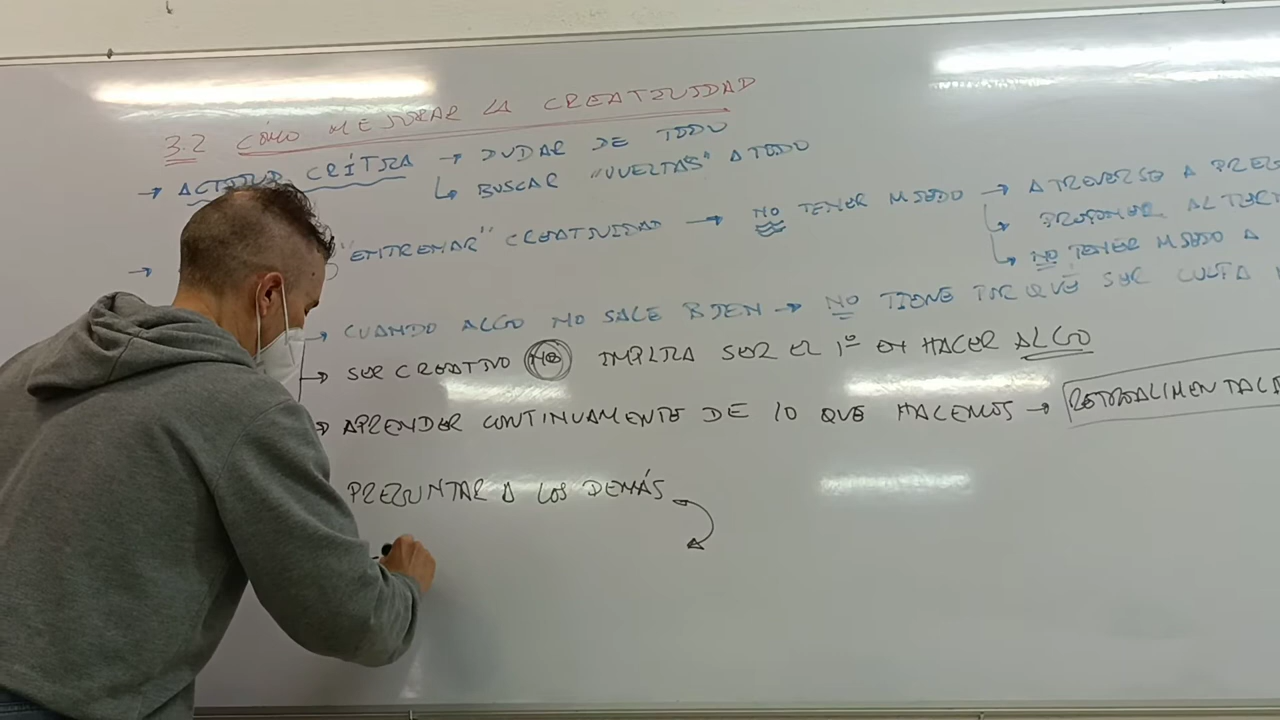 3.2 CÓMO MEJORAR LA CREATIVIDAD
→ ACTITUD CRÍTICA → DUDAR DE TODO
↳ BUSCAR "VUELTAS" A TODO
→ "ENTRENAR" CREATIVIDAD → NO TENER MIEDO → ATREVERSE A
↳ PROPONER
↳ NO TENER MIEDO A
→ CUANDO ALGO NO SALE BIEN → NO TIENE POR QUÉ SER CULPA
→ SER CREATIVO NO IMPLICA SER EL 1º EN HACER ALGO
→ APRENDER CONTINUAMENTE DE LO QUE HACEMOS →
PREGUNTAR A LOS DEMÁS